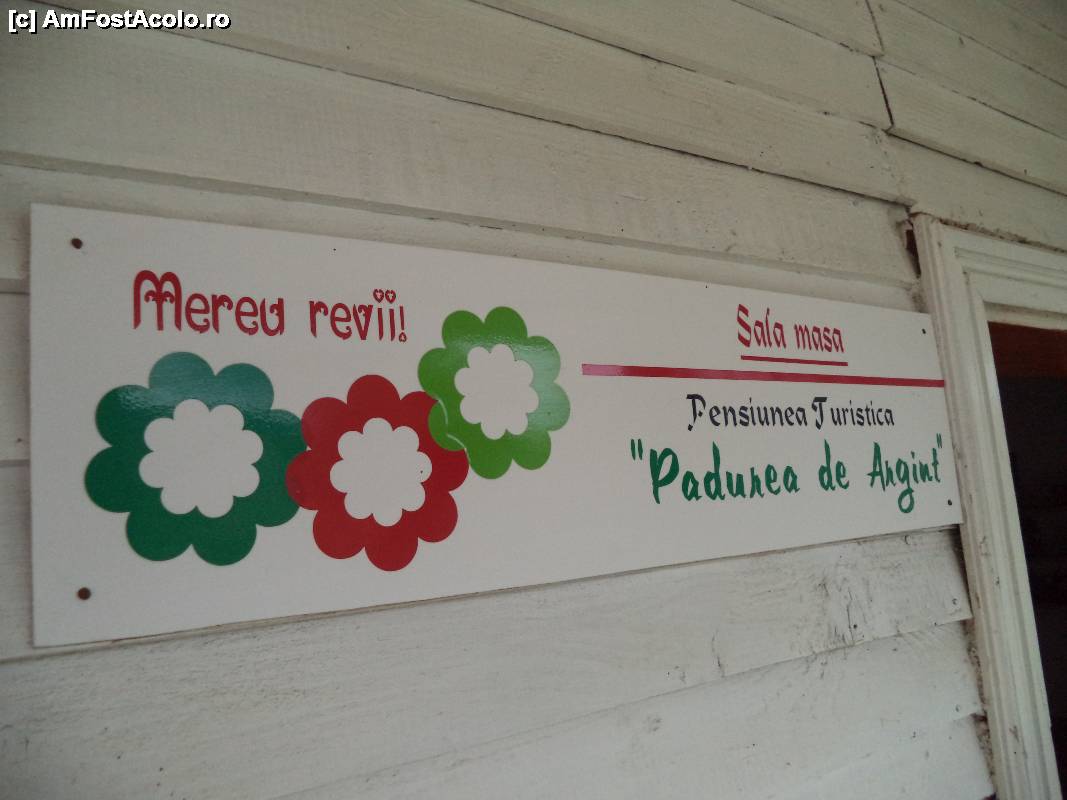 [c] AmFostAcolo.ro
Mereu revii!
Sala masa
Pensiunea Turistica
"Padurea de Argint"